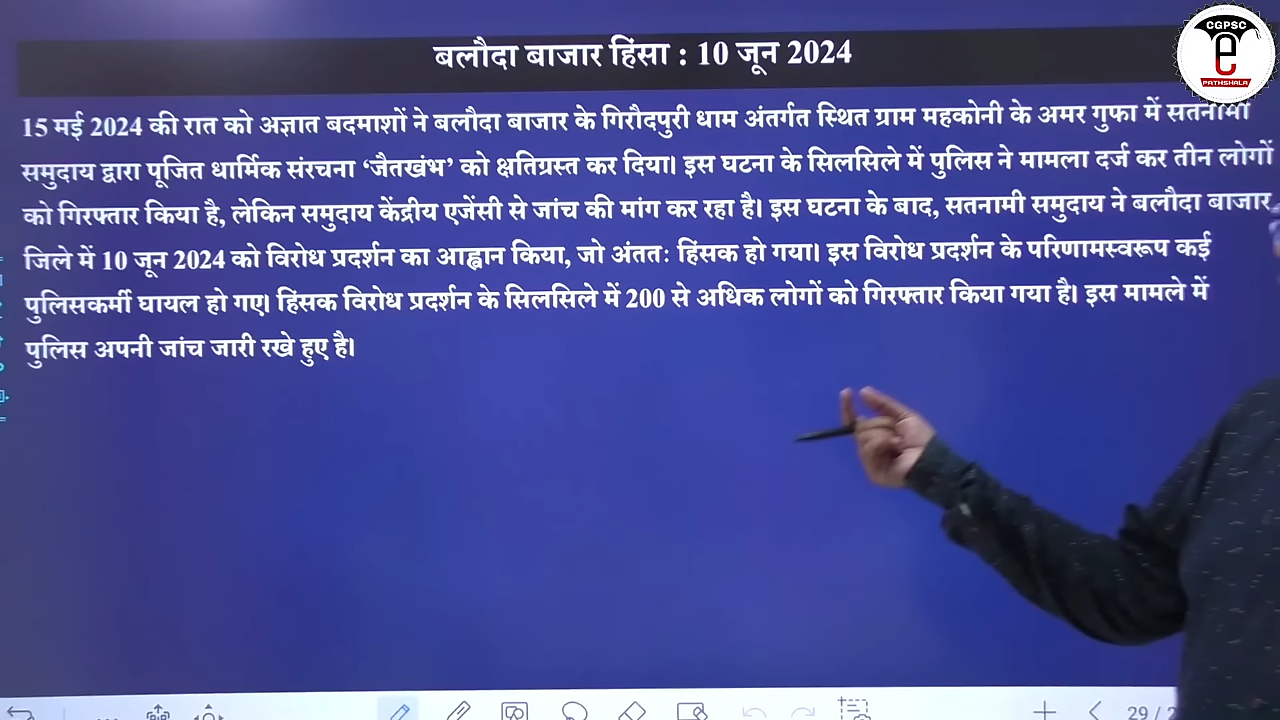 CGPSC
e
PATHSHALA
बलौदा बाजार हिंसा : 10 जून 2024
15 मई 2024 की रात को अज्ञात बदमाशों ने बलौदा बाजार के गिरौदपुरी धाम अंतर्गत स्थित ग्राम महकोनी के अमर गुफा में सतनामी
समुदाय द्वारा पूजित धार्मिक संरचना ‘जैतखंभ’ को क्षतिग्रस्त कर दिया। इस घटना के सिलसिले में पुलिस ने मामला दर्ज कर तीन लोगों
को गिरफ्तार किया है, लेकिन समुदाय केंद्रीय एजेंसी से जांच की मांग कर रहा है। इस घटना के बाद, सतनामी समुदाय ने बलौदा बाजार
जिले में 10 जून 2024 को विरोध प्रदर्शन का आह्वान किया, जो अंततः हिंसक हो गया। इस विरोध प्रदर्शन के परिणामस्वरूप कई
पुलिसकर्मी घायल हो गए। हिंसक विरोध प्रदर्शन के सिलसिले में 200 से अधिक लोगों को गिरफ्तार किया गया है। इस मामले में
पुलिस अपनी जांच जारी रखे हुए है।
29 / 2